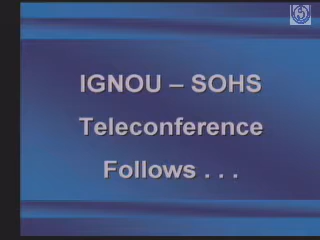 IGNOU – SOHS
Teleconference
Follows . . .